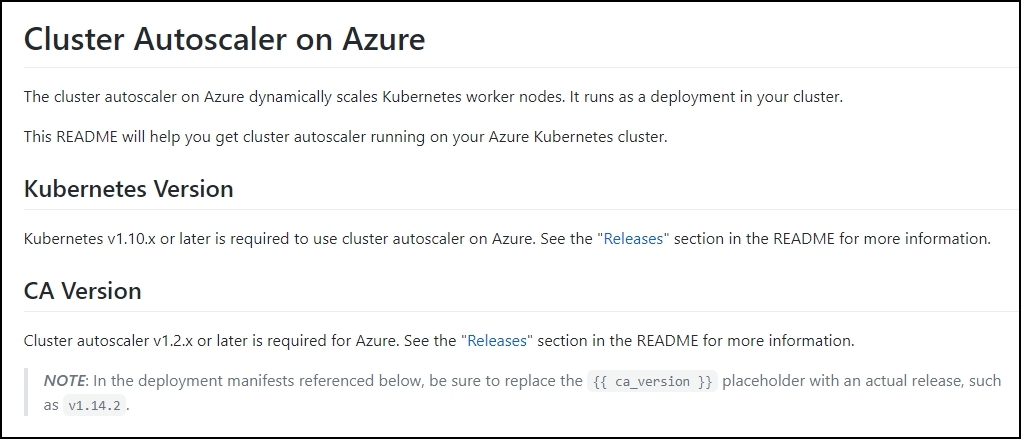 Cluster Autoscaler on Azure
The cluster autoscaler on Azure dynamically scales Kubernetes worker nodes. It runs as a deployment in your cluster.
This README will help you get cluster autoscaler running on your Azure Kubernetes cluster.
Kubernetes Version
Kubernetes v1.10.x or later is required to use cluster autoscaler on Azure. See the "Releases" section in the README for more information.
CA Version
Cluster autoscaler v1.2.x or later is required for Azure. See the "Releases" section in the README for more information.
NOTE: In the deployment manifests referenced below, be sure to replace the {{ ca_version }} placeholder with an actual release, such
as v1.14.2.